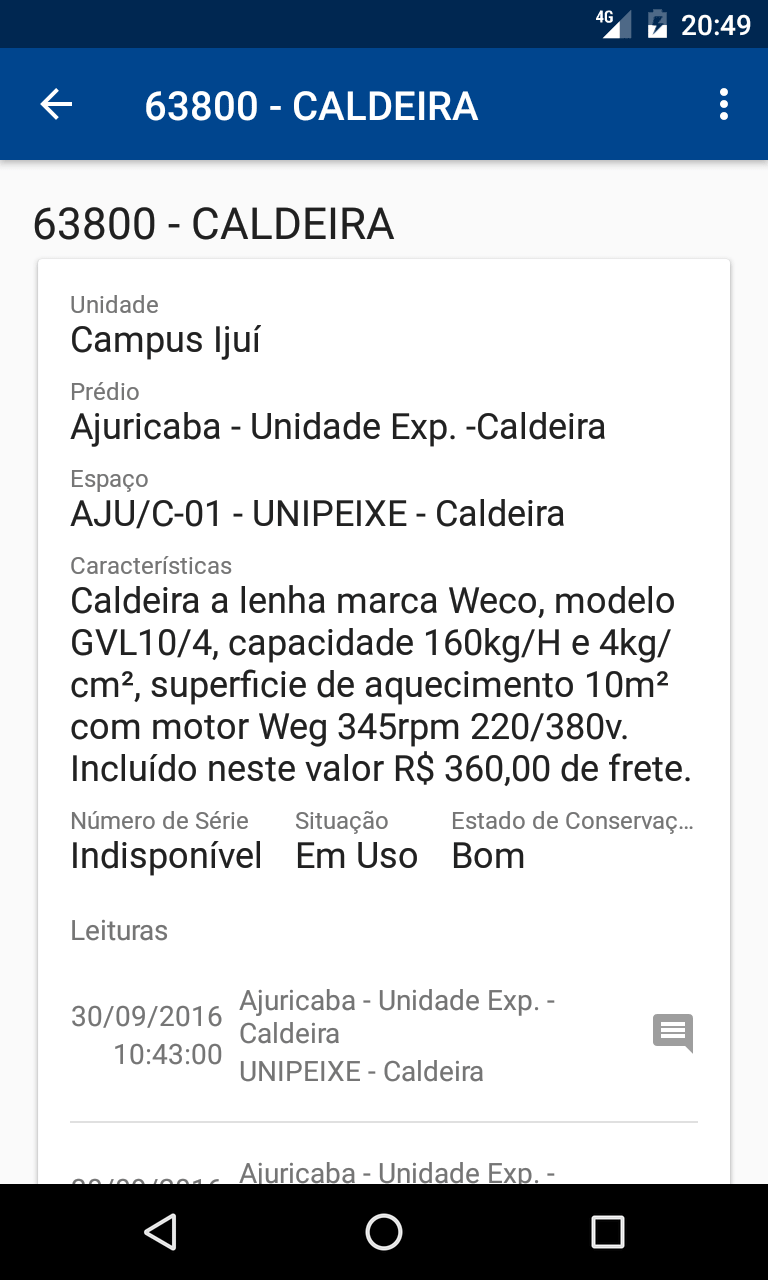 4G 20:49
63800 - CALDEIRA
63800 - CALDEIRA
Unidade
Campus Ijuí
Prédio
Ajuricaba - Unidade Exp. -Caldeira
Espaço
AJU/C-01 - UNIPEIXE - Caldeira
Características
Caldeira a lenha marca Weco, modelo
GVL10/4, capacidade 160kg/H e 4kg/
cm², superficie de aquecimento 10m²
com motor Weg 345rpm 220/380v.
Incluído neste valor R$ 360,00 de frete.
Número de Série Situação Estado de Conservaç...
Indisponível Em Uso Bom
Leituras
30/09/2016
10:43:00
Ajuricaba - Unidade Exp. -
Caldeira
UNIPEIXE - Caldeira
Ajuricaba - Unidade Exp. -